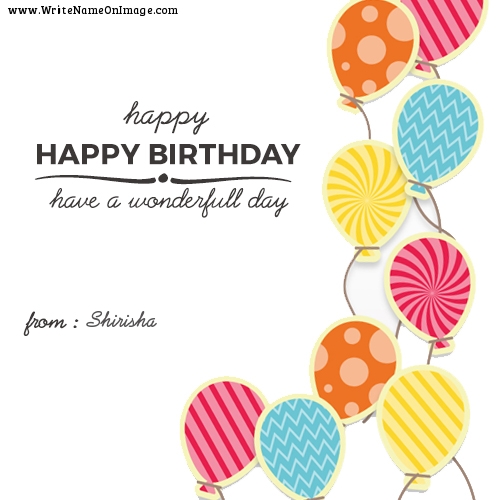 www.WriteNameOnImage.com
happy
HAPPY BIRTHDAY
have a wonderfull day
from : Shirisha